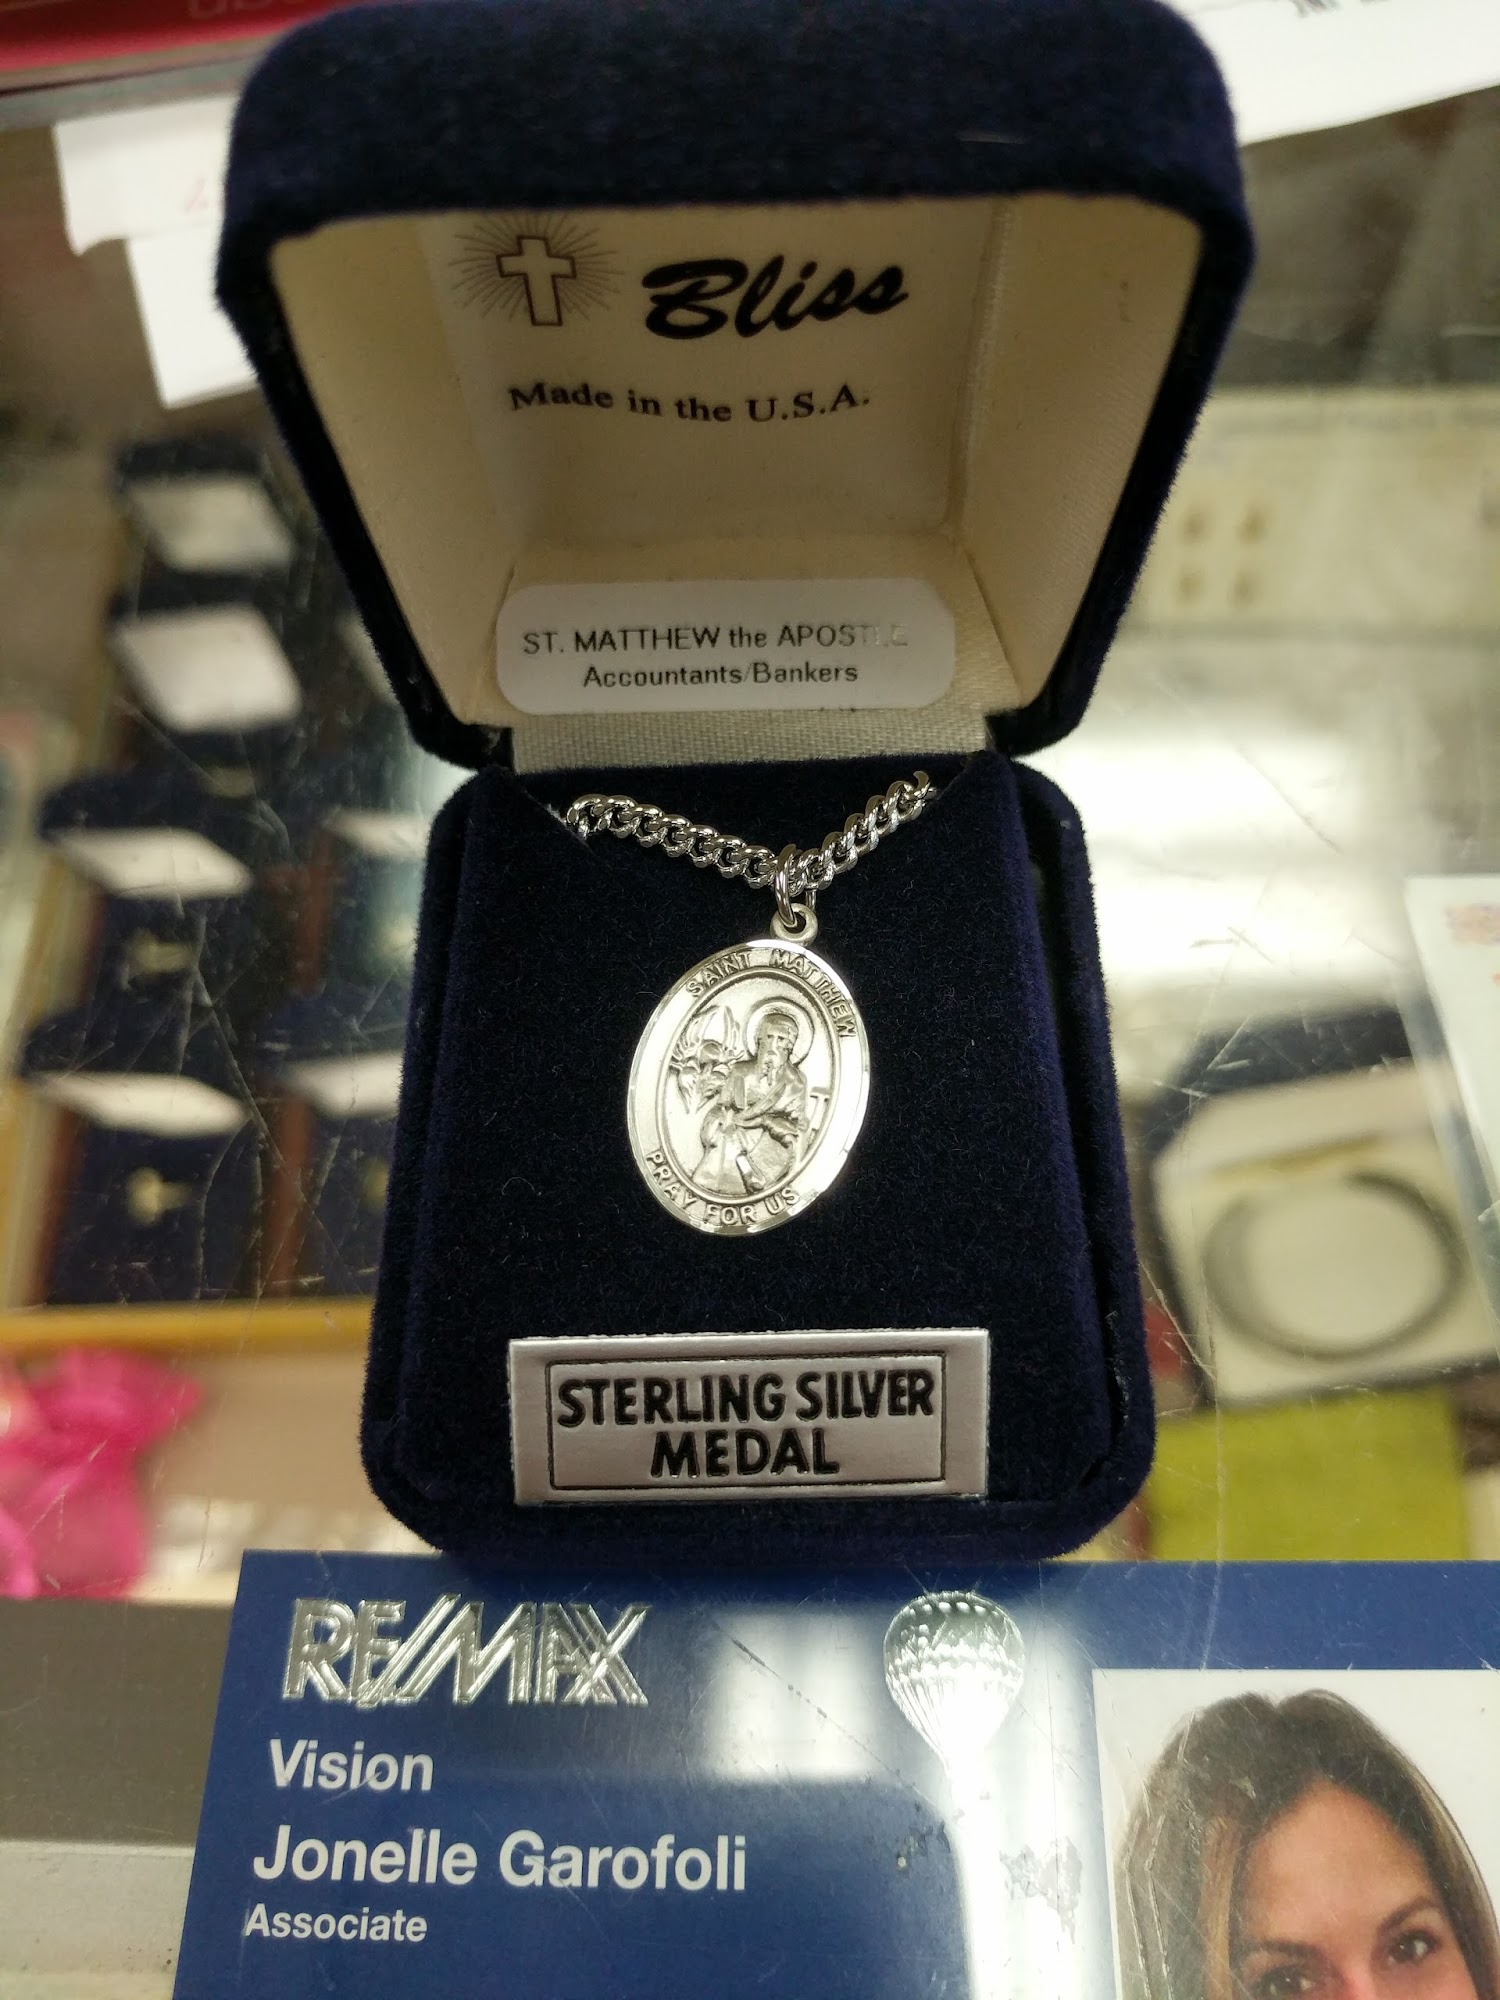 Bliss
Made in the U.S.A.
ST. MATTHEW the APOSTLE
Accountants/Bankers
SAINT MATTHEW
PRAY FOR US
STERLING SILVER
MEDAL
RE/MAX
Vision
Jonelle Garofoli
Associate